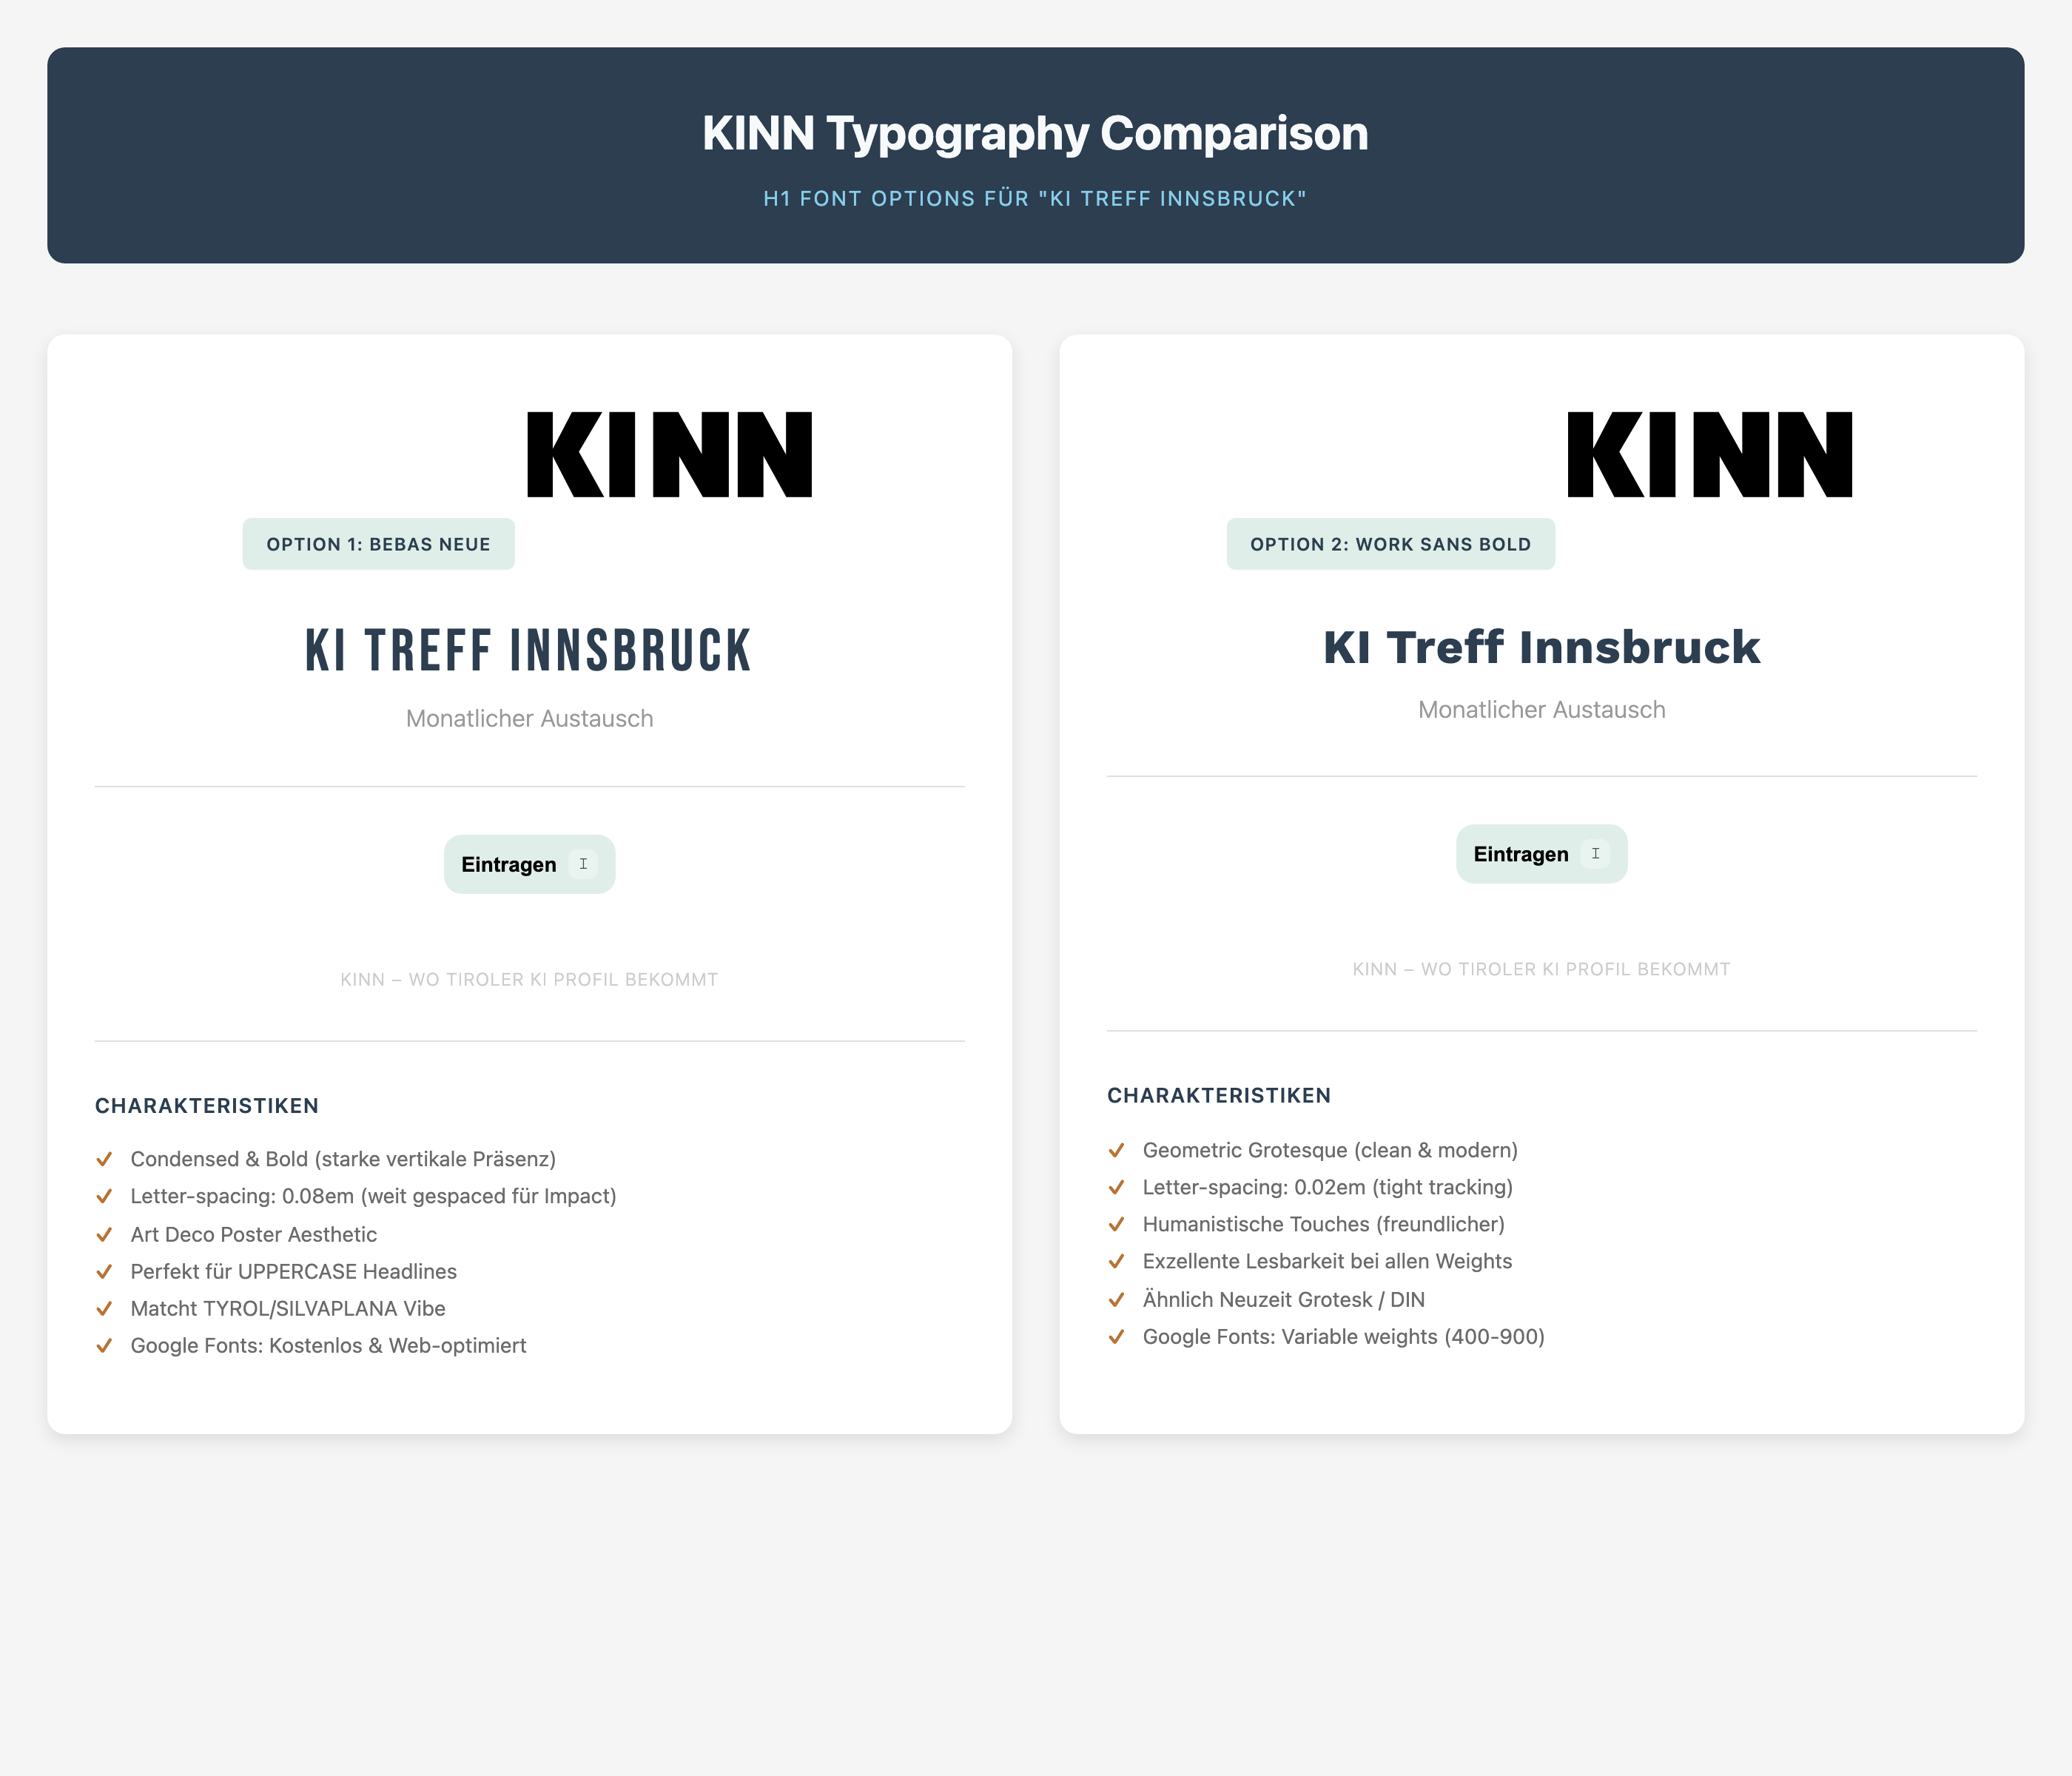 KINN Typography Comparison
H1 FONT OPTIONS FÜR "KI TREFF INNSBRUCK"
KINN
OPTION 1: BEBAS NEUE
KI TREFF INNSBRUCK
Monatlicher Austausch
Eintragen
KINN – WO TIROLER KI PROFIL BEKOMMT
CHARAKTERISTIKEN
Condensed & Bold (starke vertikale Präsenz)
Letter-spacing: 0.08em (weit gespaced für Impact)
Art Deco Poster Aesthetic
Perfekt für UPPERCASE Headlines
Matcht TYROL/SILVAPLANA Vibe
Google Fonts: Kostenlos & Web-optimiert
KINN
OPTION 2: WORK SANS BOLD
KI Treff Innsbruck
Monatlicher Austausch
Eintragen
KINN – WO TIROLER KI PROFIL BEKOMMT
CHARAKTERISTIKEN
Geometric Grotesque (clean & modern)
Letter-spacing: 0.02em (tight tracking)
Humanistische Touches (freundlicher)
Exzellente Lesbarkeit bei allen Weights
Ähnlich Neuzeit Grotesk / DIN
Google Fonts: Variable weights (400-900)